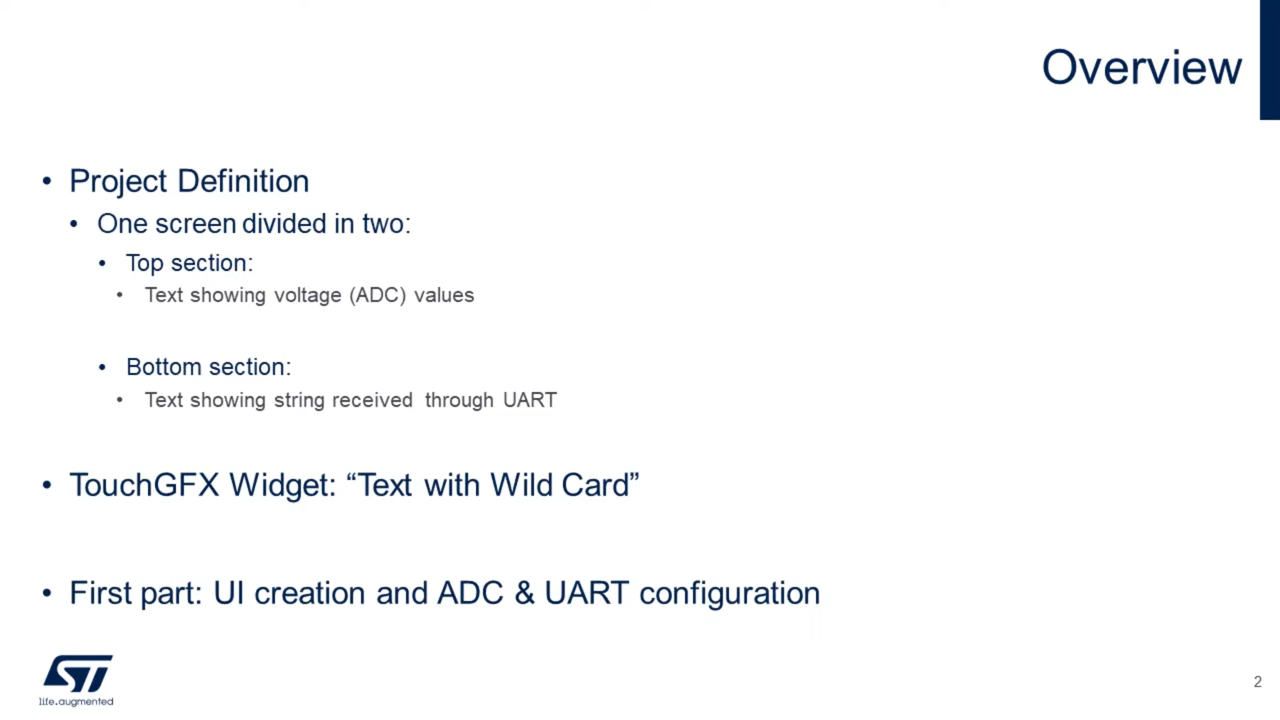 Overview
• Project Definition
• One screen divided in two:
• Top section:
• Text showing voltage (ADC) values
• Bottom section:
• Text showing string received through UART
• TouchGFX Widget: “Text with Wild Card”
• First part: UI creation and ADC & UART configuration
ST
life.augmented
2